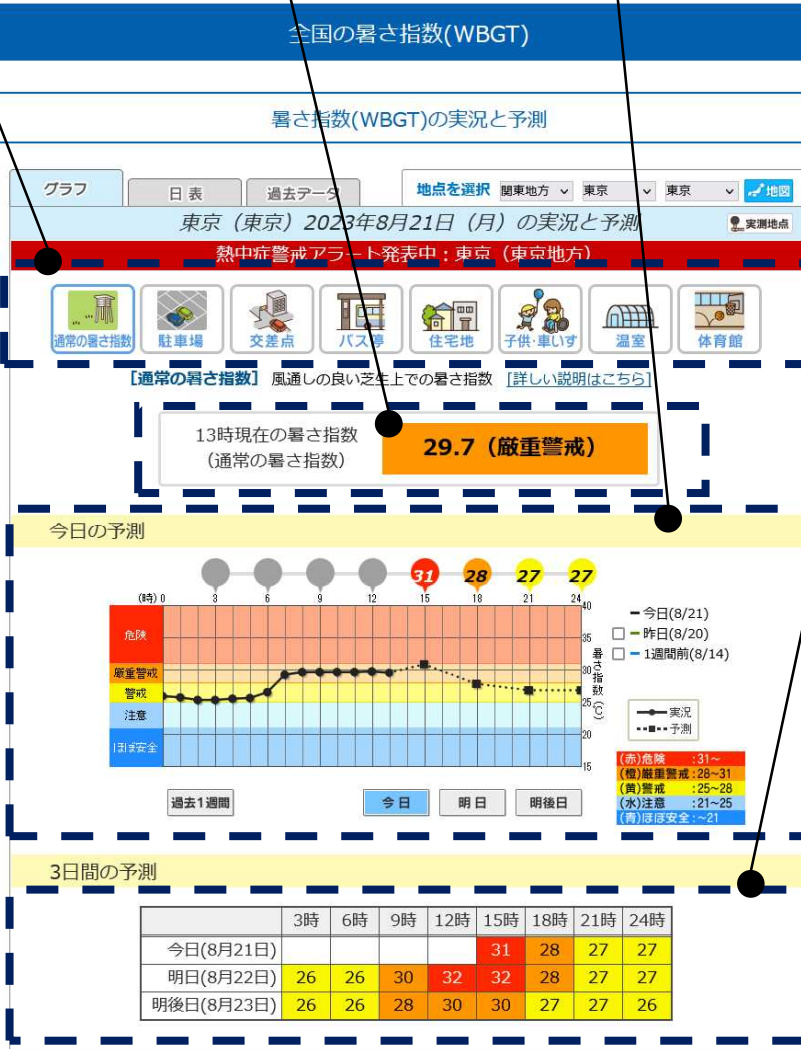 全国の暑さ指数(WBGT)
暑さ指数(WBGT)の実況と予測
グラフ 日表 過去データ 地点を選択 関東地方 東京 東京 地図
東京（東京）2023年8月21日（月）の実況と予測 実測地点
熱中症警戒アラート発表中：東京（東京地方）
通常の暑さ指数 駐車場 交差点 バス停 住宅地 子供・車いす 温室 体育館
【通常の暑さ指数】 風通しの良い芝生上での暑さ指数 [詳しい説明はこちら]
13時現在の暑さ指数
（通常の暑さ指数）
29.7（厳重警戒）
今日の予測
31 28 27 27
(時) 0 3 6 9 12 15 18 21 24
危険
厳重警戒
警戒
注意
ほぼ安全
40
35
30
25
20
15
暑さ指数(℃)
今日(8/21)
昨日(8/20)
1週間前(8/14)
実況
予測
(赤)危険 :31~
(橙)厳重警戒:28~31
(黄)警戒 :25~28
(水)注意 :21~25
(青)ほぼ安全:~21
過去1週間 今日 明日 明後日
3日間の予測
3時 6時 9時 12時 15時 18時 21時 24時
今日(8月21日) 31 28 27 27
明日(8月22日) 26 26 30 32 32 28 27 27
明後日(8月23日) 26 26 28 30 30 27 27 26